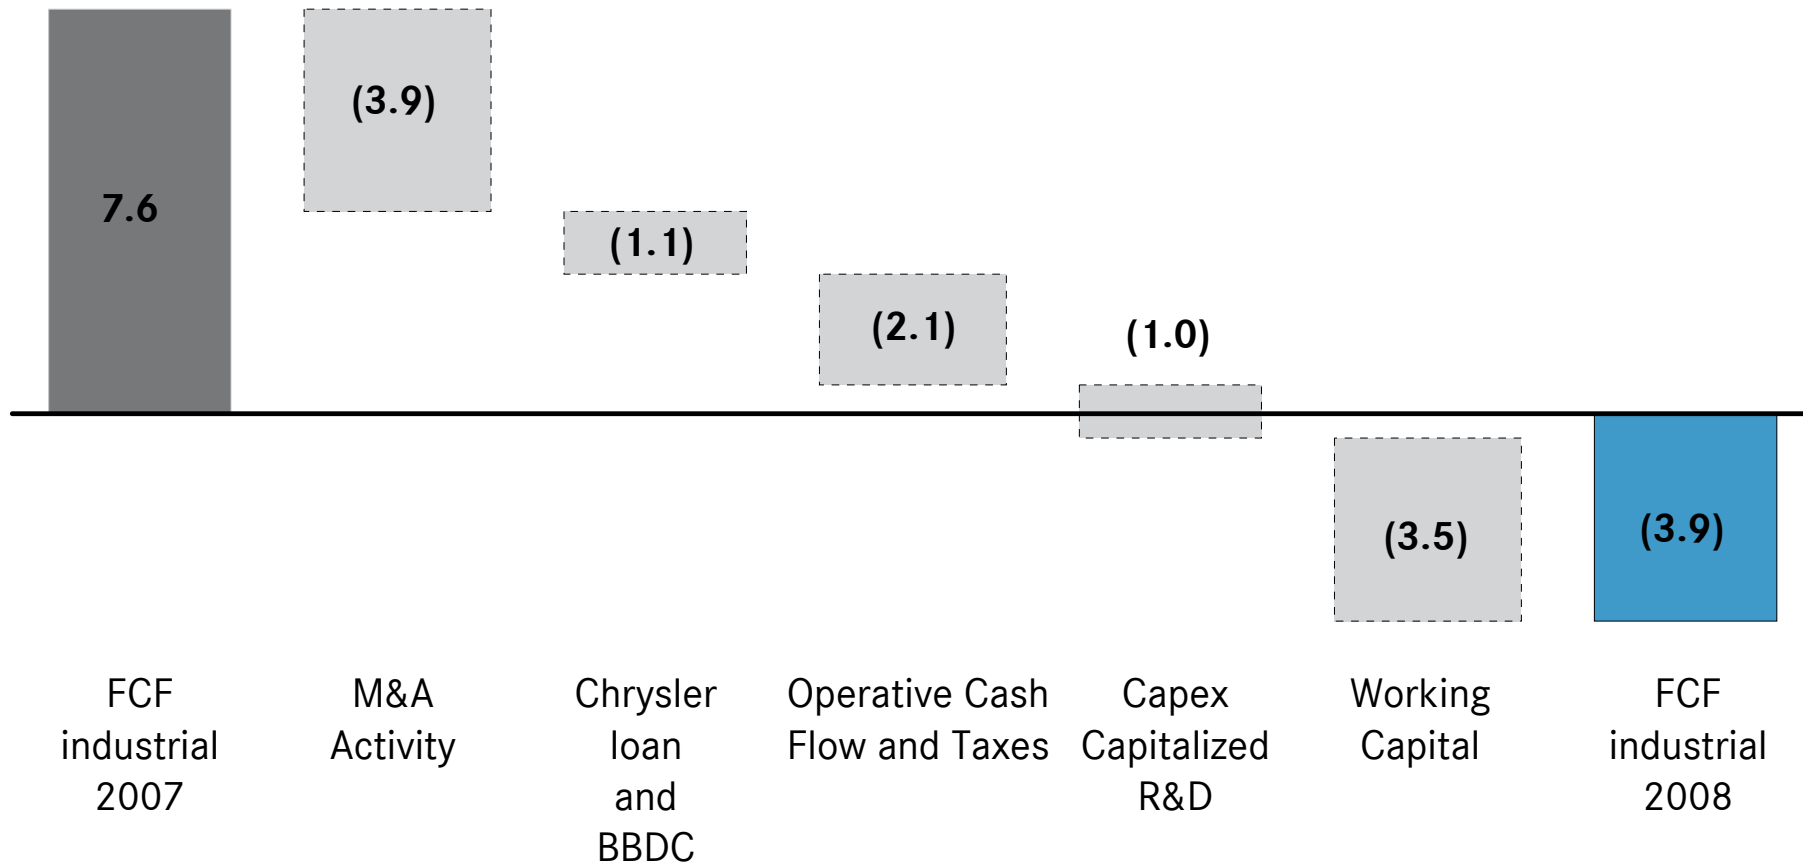 7.6
(3.9)
(1.1)
(2.1)
(1.0)
(3.5)
(3.9)
FCF
industrial
2007
M&A
Activity
Chrysler
loan
and
BBDC
Operative Cash
Flow and Taxes
Capex
Capitalized
R&D
Working
Capital
FCF
industrial
2008